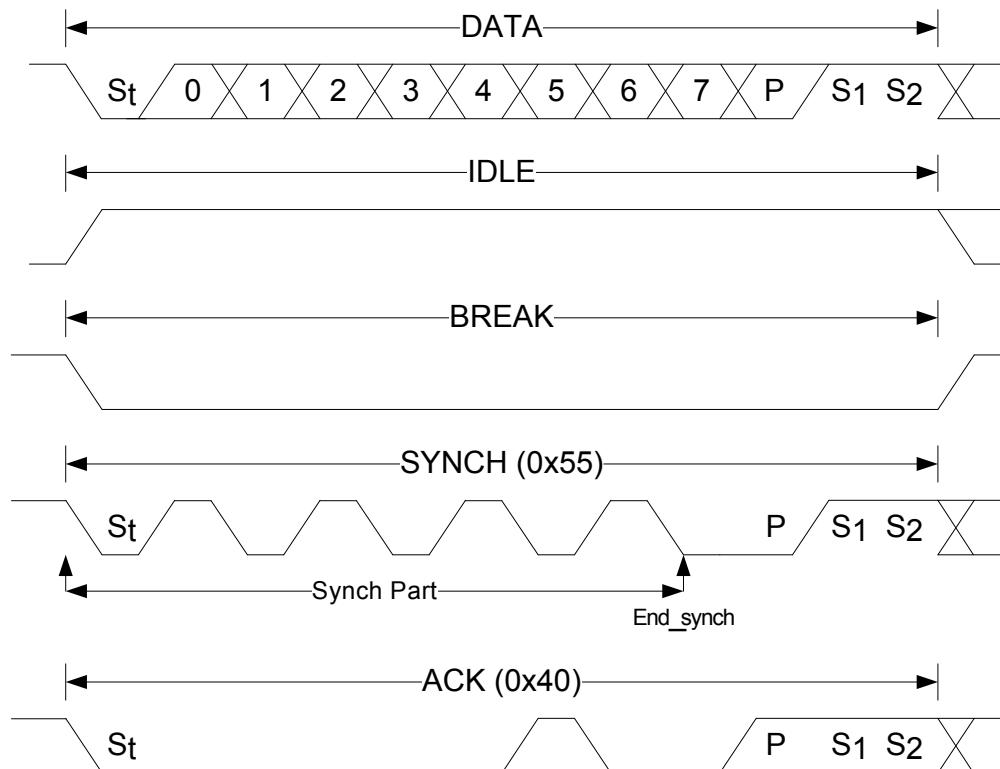 DATA
St 0 1 2 3 4 5 6 7 P S1 S2
IDLE
BREAK
SYNCH (0x55)
St P S1 S2
Synch Part
End_synch
ACK (0x40)
St P S1 S2